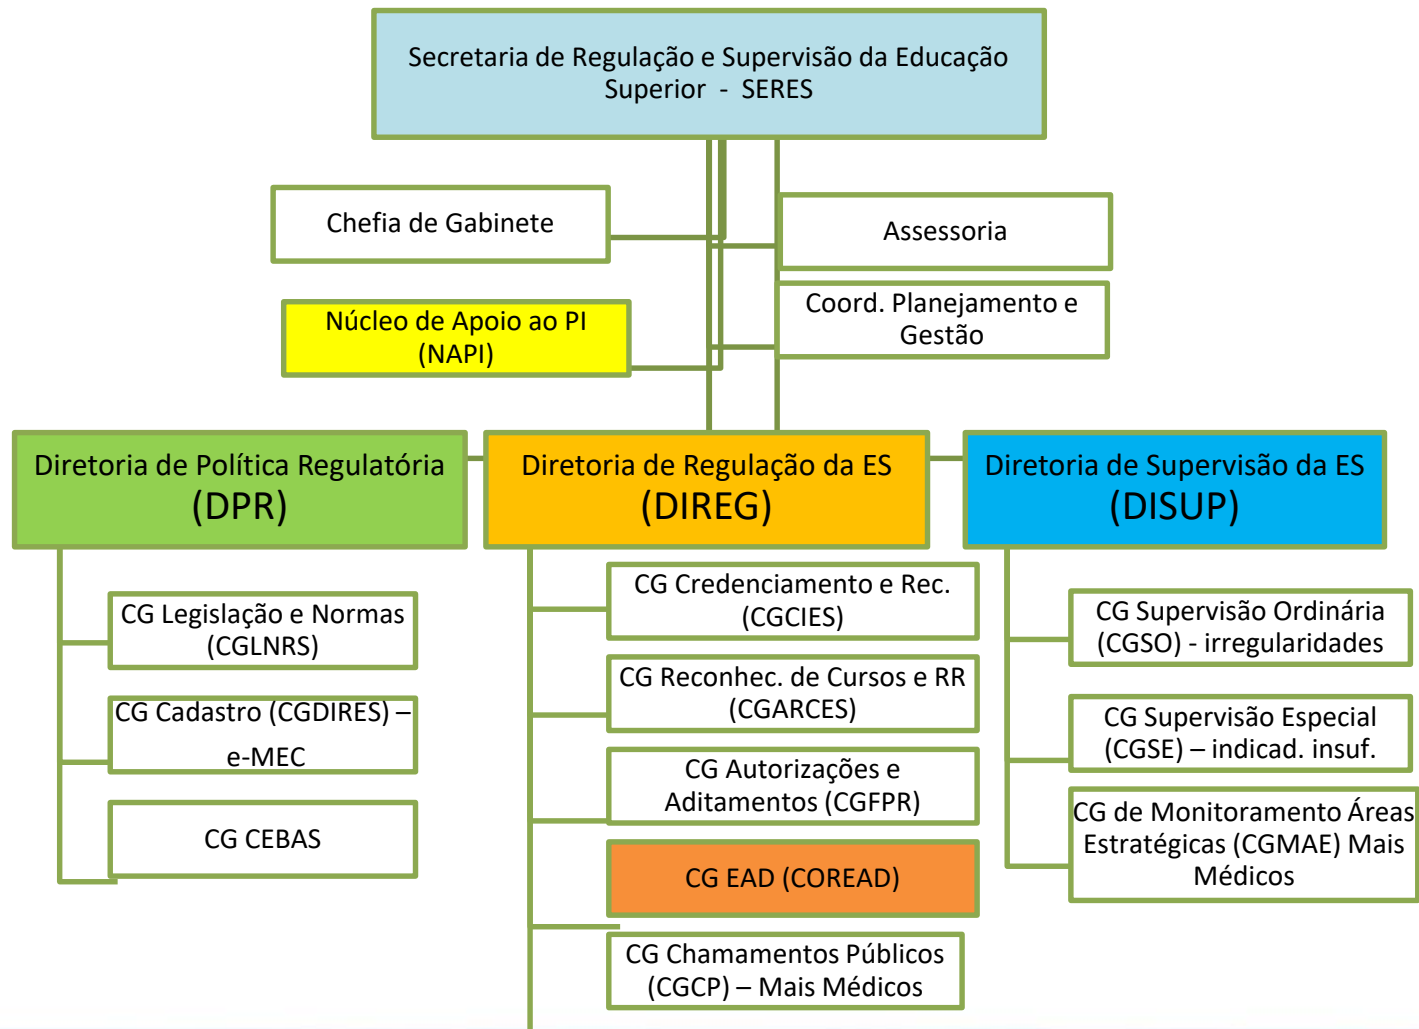 Secretaria de Regulação e Supervisão da Educação
Superior - SERES
Chefia de Gabinete
Assessoria
Núcleo de Apoio ao PI
(NAPI)
Coord. Planejamento e
Gestão
Diretoria de Política Regulatória
(DPR)
Diretoria de Regulação da ES
(DIREG)
Diretoria de Supervisão da ES
(DISUP)
CG Legislação e Normas
(CGLNRS)
CG Cadastro (CGDIRES) –
e-MEC
CG CEBAS
CG Credenciamento e Rec.
(CGCIES)
CG Reconhec. de Cursos e RR
(CGARCES)
CG Autorizações e
Aditamentos (CGFPR)
CG EAD (COREAD)
CG Chamamentos Públicos
(CGCP) – Mais Médicos
CG Supervisão Ordinária
(CGSO) - irregularidades
CG Supervisão Especial
(CGSE) – indicad. insuf.
CG de Monitoramento Áreas
Estratégicas (CGMAE) Mais
Médicos